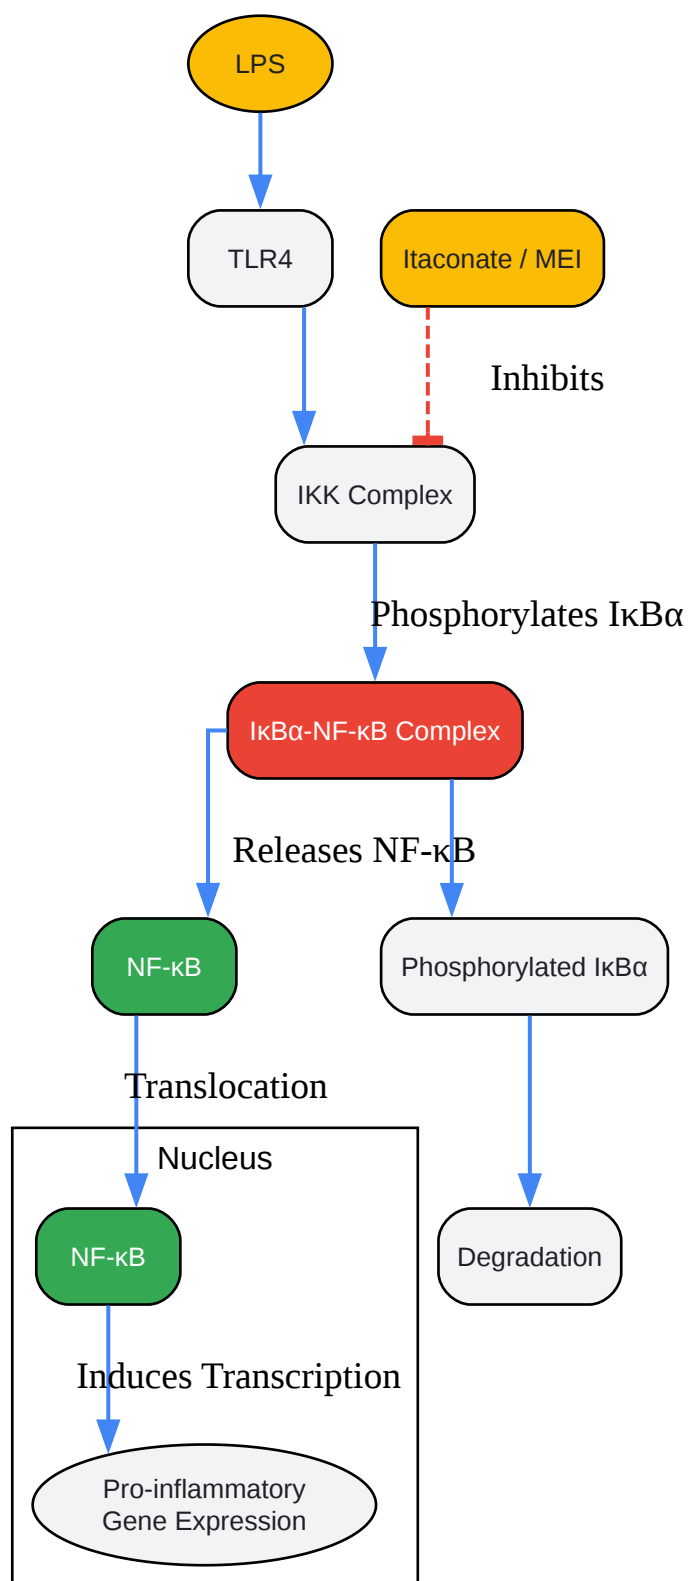 LPS
TLR4
Itaconate / MEI
Inhibits
IKK Complex
Phosphorylates IκBα
IκBα-NF-κB Complex
Releases NF-κB
NF-κB
Phosphorylated IκBα
Translocation
Nucleus
NF-κB
Degradation
Induces Transcription
Pro-inflammatory
Gene Expression